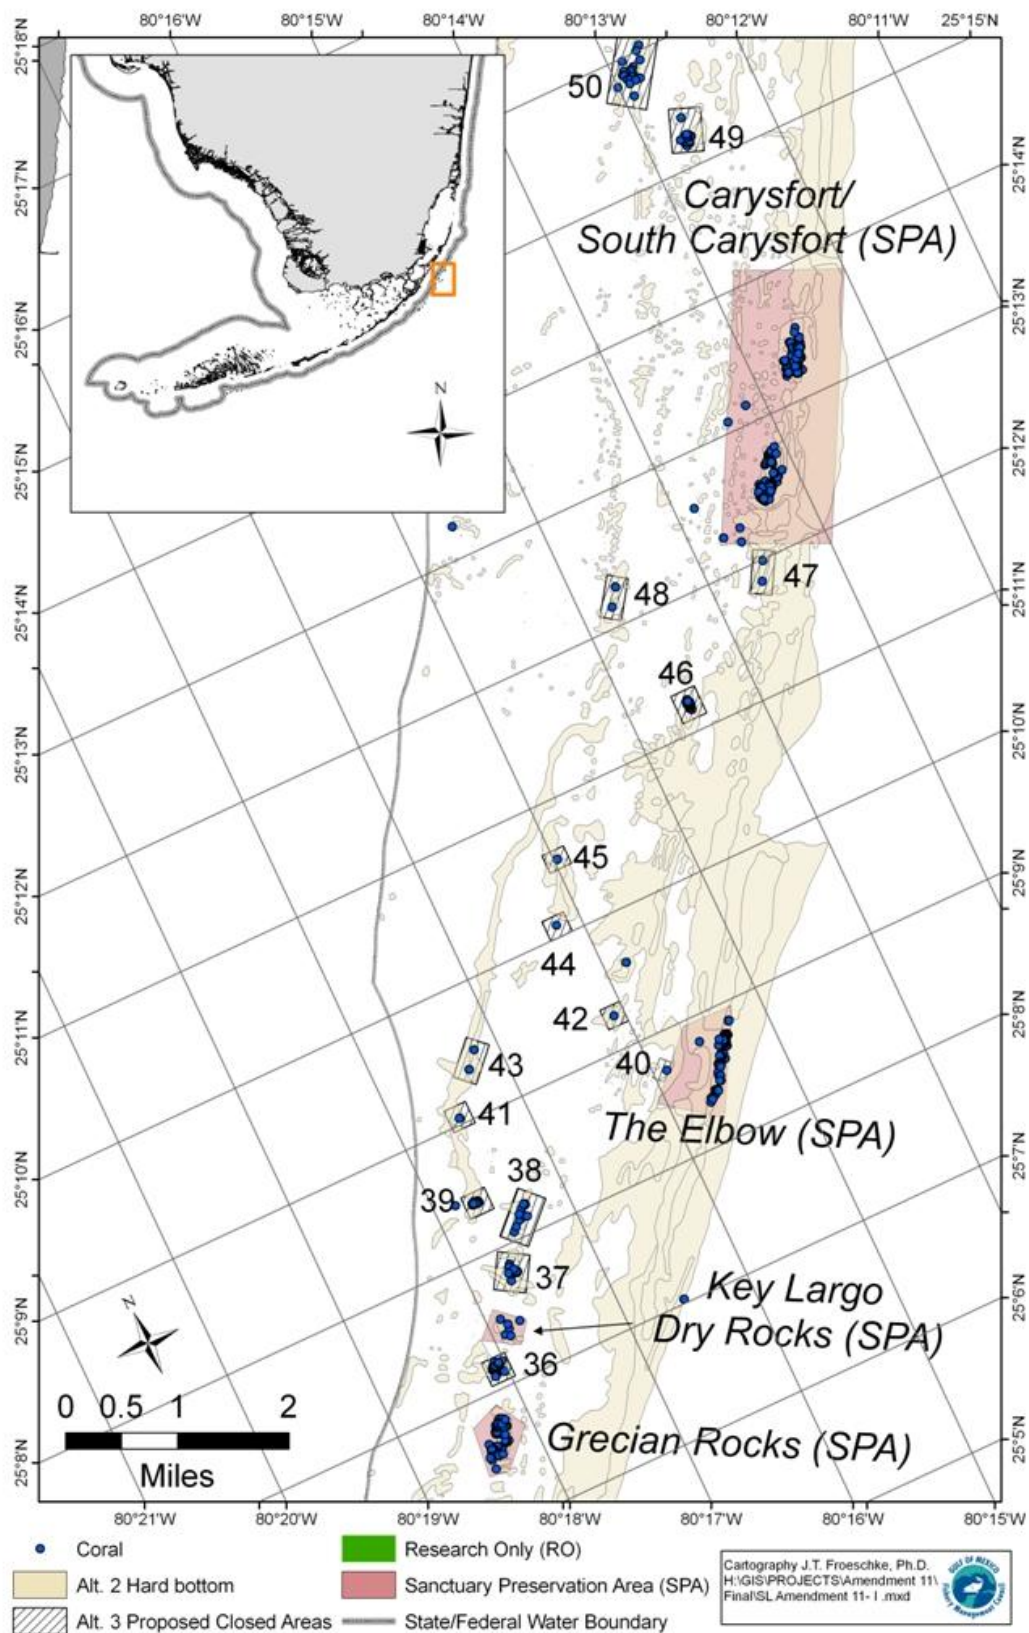 80°16'W 80°15'W 80°14'W 80°13'W 80°12'W 80°11'W 25°15'N
25°18'N
25°17'N
25°16'N
25°15'N
25°14'N
25°13'N
25°12'N
25°11'N
25°10'N
25°9'N
25°8'N
25°14'N
25°13'N
25°12'N
25°11'N
25°10'N
25°9'N
25°8'N
25°7'N
25°6'N
25°5'N
N
50
49
Carysfort/
South Carysfort (SPA)
47
48
46
45
44
42
40
43
The Elbow (SPA)
41
38
39
37
Key Largo
Dry Rocks (SPA)
36
Grecian Rocks (SPA)
N
0 0.5 1 2
Miles
80°21'W 80°20'W 80°19'W 80°18'W 80°17'W 80°16'W 80°15'W
Coral
Alt. 2 Hard bottom
Alt. 3 Proposed Closed Areas
Research Only (RO)
Sanctuary Preservation Area (SPA)
State/Federal Water Boundary
Cartography J.T. Froeschke, Ph.D.
H:\GIS\PROJECTS\Amendment 11\
Final\SL Amendment 11- I .mxd
GULF OF MEXICO
Fishery Management Council